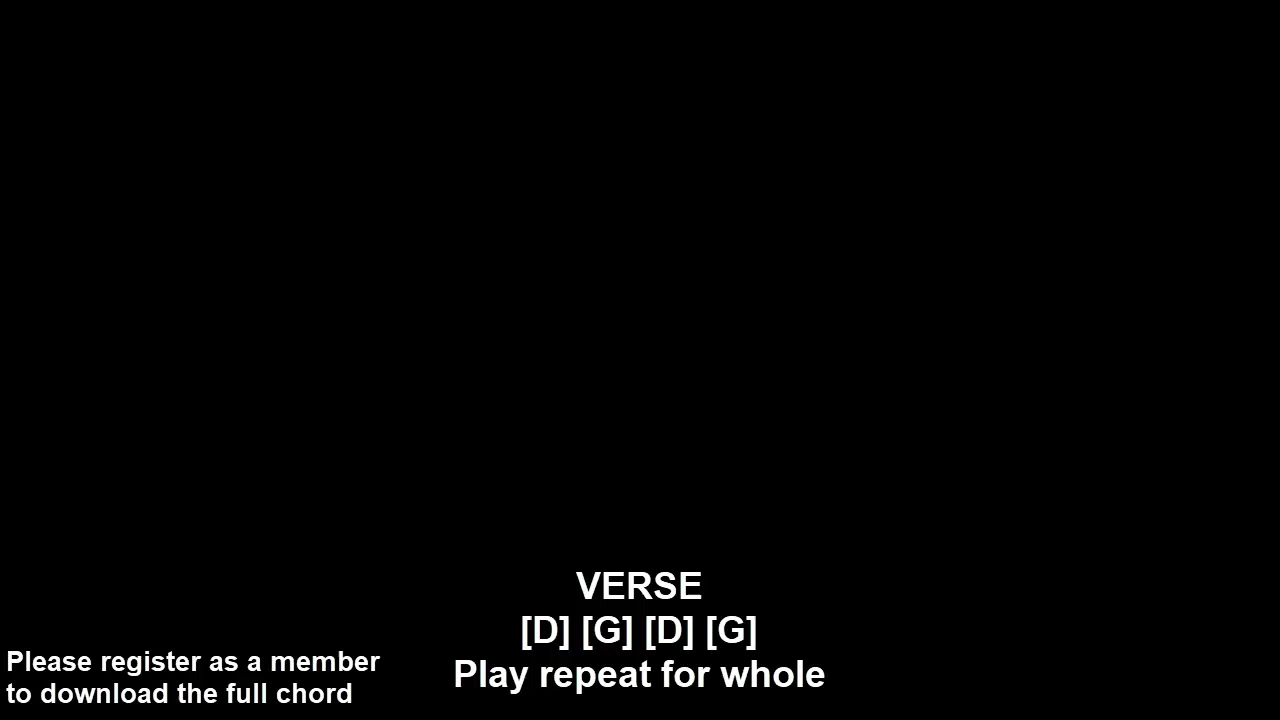 VERSE
[D] [G] [D] [G]
Play repeat for whole
Please register as a member
to download the full chord